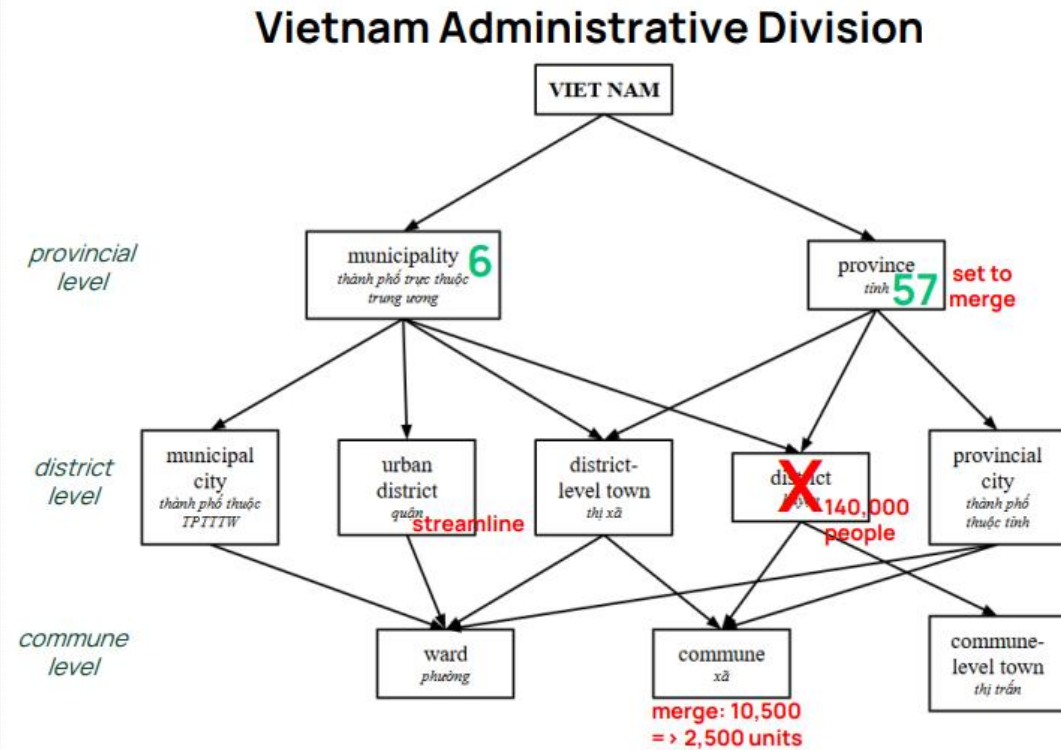 Vietnam Administrative Division
VIET NAM
provincial
level
municipality
thành phố trực thuộc
trung ương
6
province
tỉnh
57
set to
merge
district
level
municipal
city
thành phố thuộc
TPTTTW
urban
district
quận
streamline
district-
level town
thị xã
district
X
140,000
people
provincial
city
thành phố
thuộc tỉnh
commune
level
ward
phường
commune
xã
merge: 10,500
=> 2,500 units
commune-
level town
thị trấn